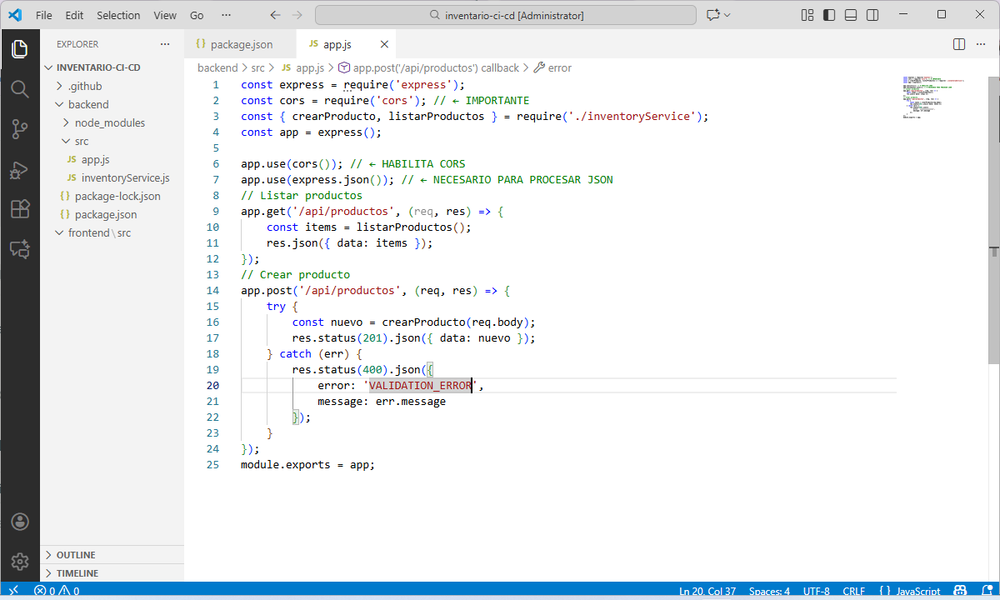 File Edit Selection View Go ··· inventario-ci-cd [Administrator]
EXPLORER ···
INVENTARIO-CI-CD
.github
backend
node_modules
src
JS app.js
JS inventoryService.js
{} package-lock.json
{} package.json
frontend\src
OUTLINE
TIMELINE
{} package.json JS app.js
backend > src > JS app.js > app.post('/api/productos') callback > error
1 const express = require('express');
2 const cors = require('cors'); // ← IMPORTANTE
3 const { crearProducto, listarProductos } = require('./inventoryService');
4 const app = express();
5
6 app.use(cors()); // ← HABILITA CORS
7 app.use(express.json()); // ← NECESARIO PARA PROCESAR JSON
8 // Listar productos
9 app.get('/api/productos', (req, res) => {
10 const items = listarProductos();
11 res.json({ data: items });
12 });
13 // Crear producto
14 app.post('/api/productos', (req, res) => {
15 try {
16 const nuevo = crearProducto(req.body);
17 res.status(201).json({ data: nuevo });
18 } catch (err) {
19 res.status(400).json({
20 error: 'VALIDATION_ERROR',
21 message: err.message
22 });
23 }
24 });
25 module.exports = app;
0 0 Ln 20, Col 37 Spaces: 4 UTF-8 CRLF {} JavaScript